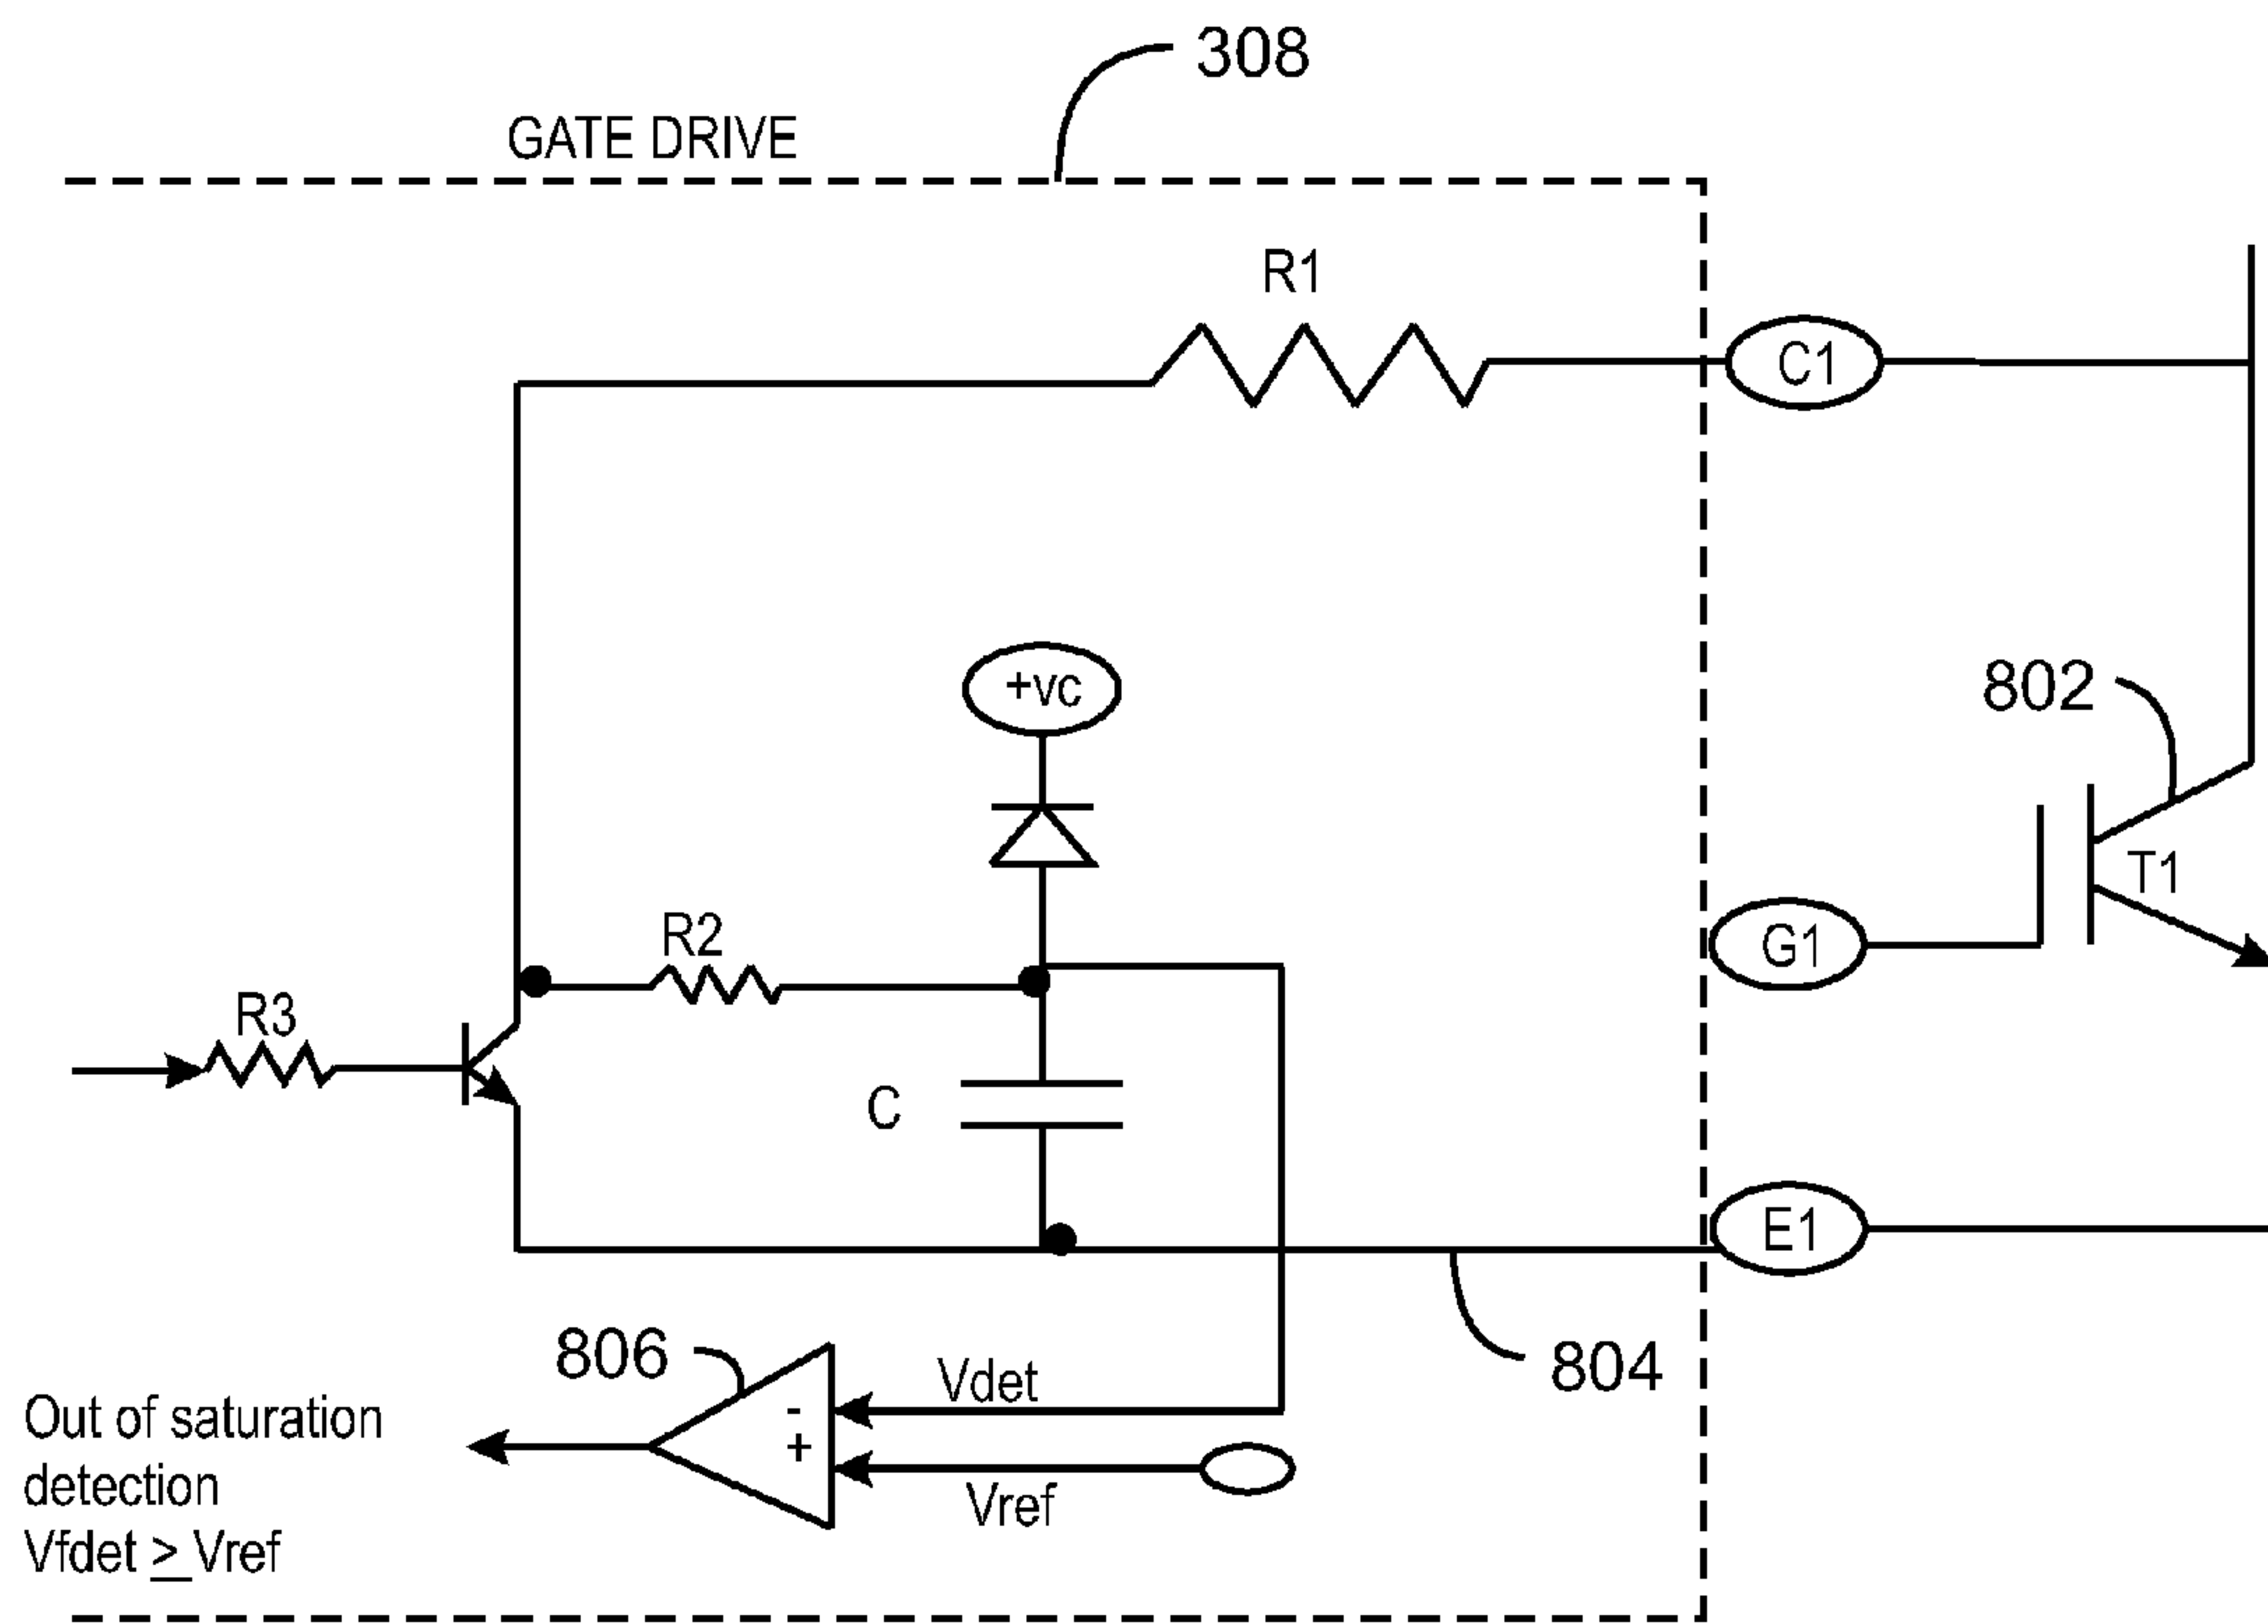 308
GATE DRIVE
R1
C1
+vc
802
T1
R2
G1
R3
C
E1
806
Vdet
804
-
+
Out of saturation
detection
Vfdet ≥ Vref
Vref